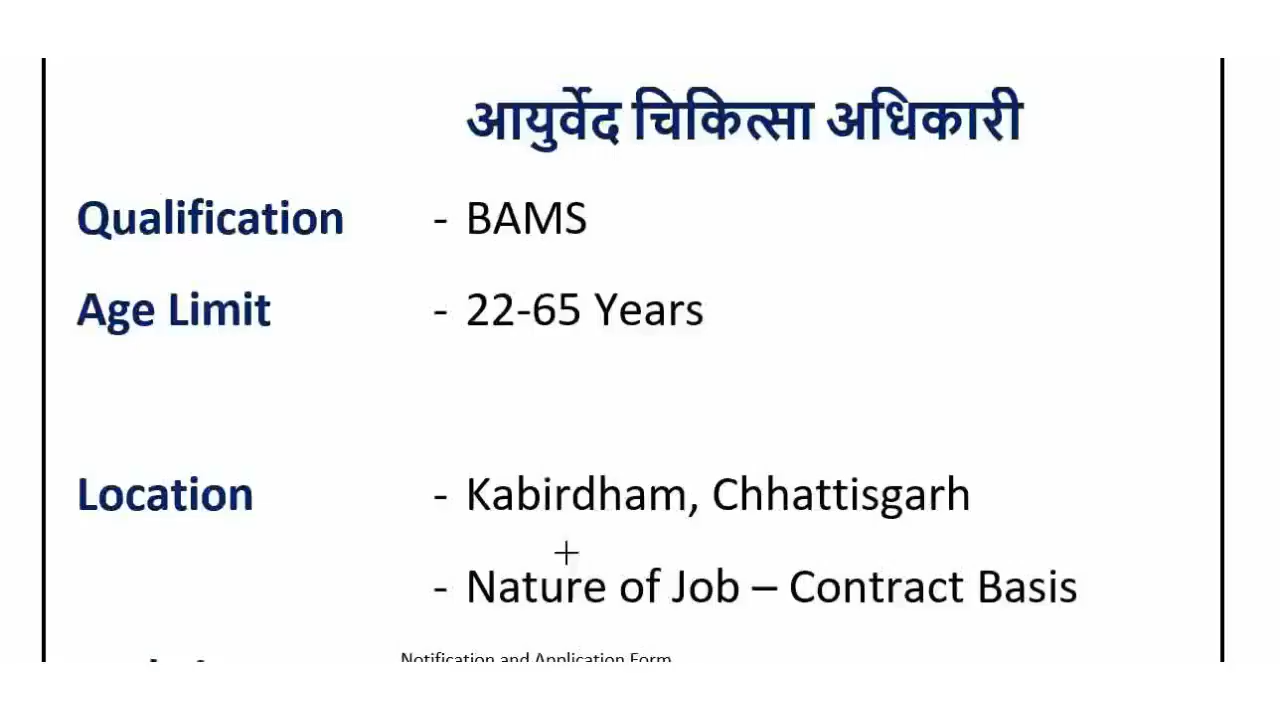 आयुर्वेद चिकित्सा अधिकारी
Qualification - BAMS
Age Limit - 22-65 Years
Location - Kabirdham, Chhattisgarh
- Nature of Job – Contract Basis
Notification and Application Form